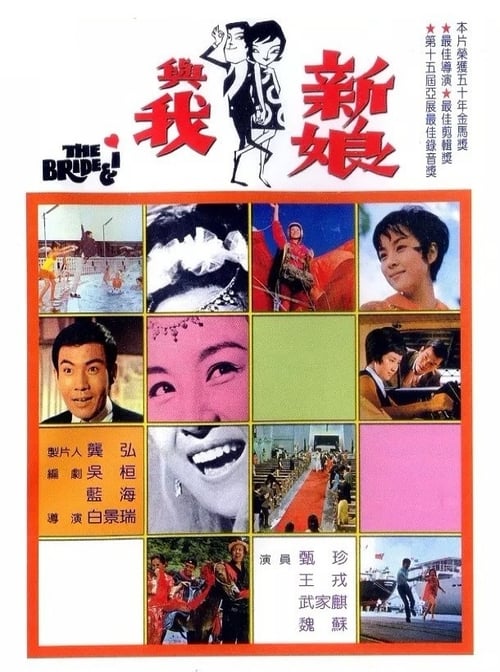 本片榮獲五十年金馬獎
★最佳導演★最佳剪輯獎
★第十五屆亞展最佳錄音獎
新娘
與我
THE
BRIDE
& i
製片人 龔弘
編劇 吳桓
藍海
導演 白景瑞
演員 甄珍
王戎
武家麒
魏蘇